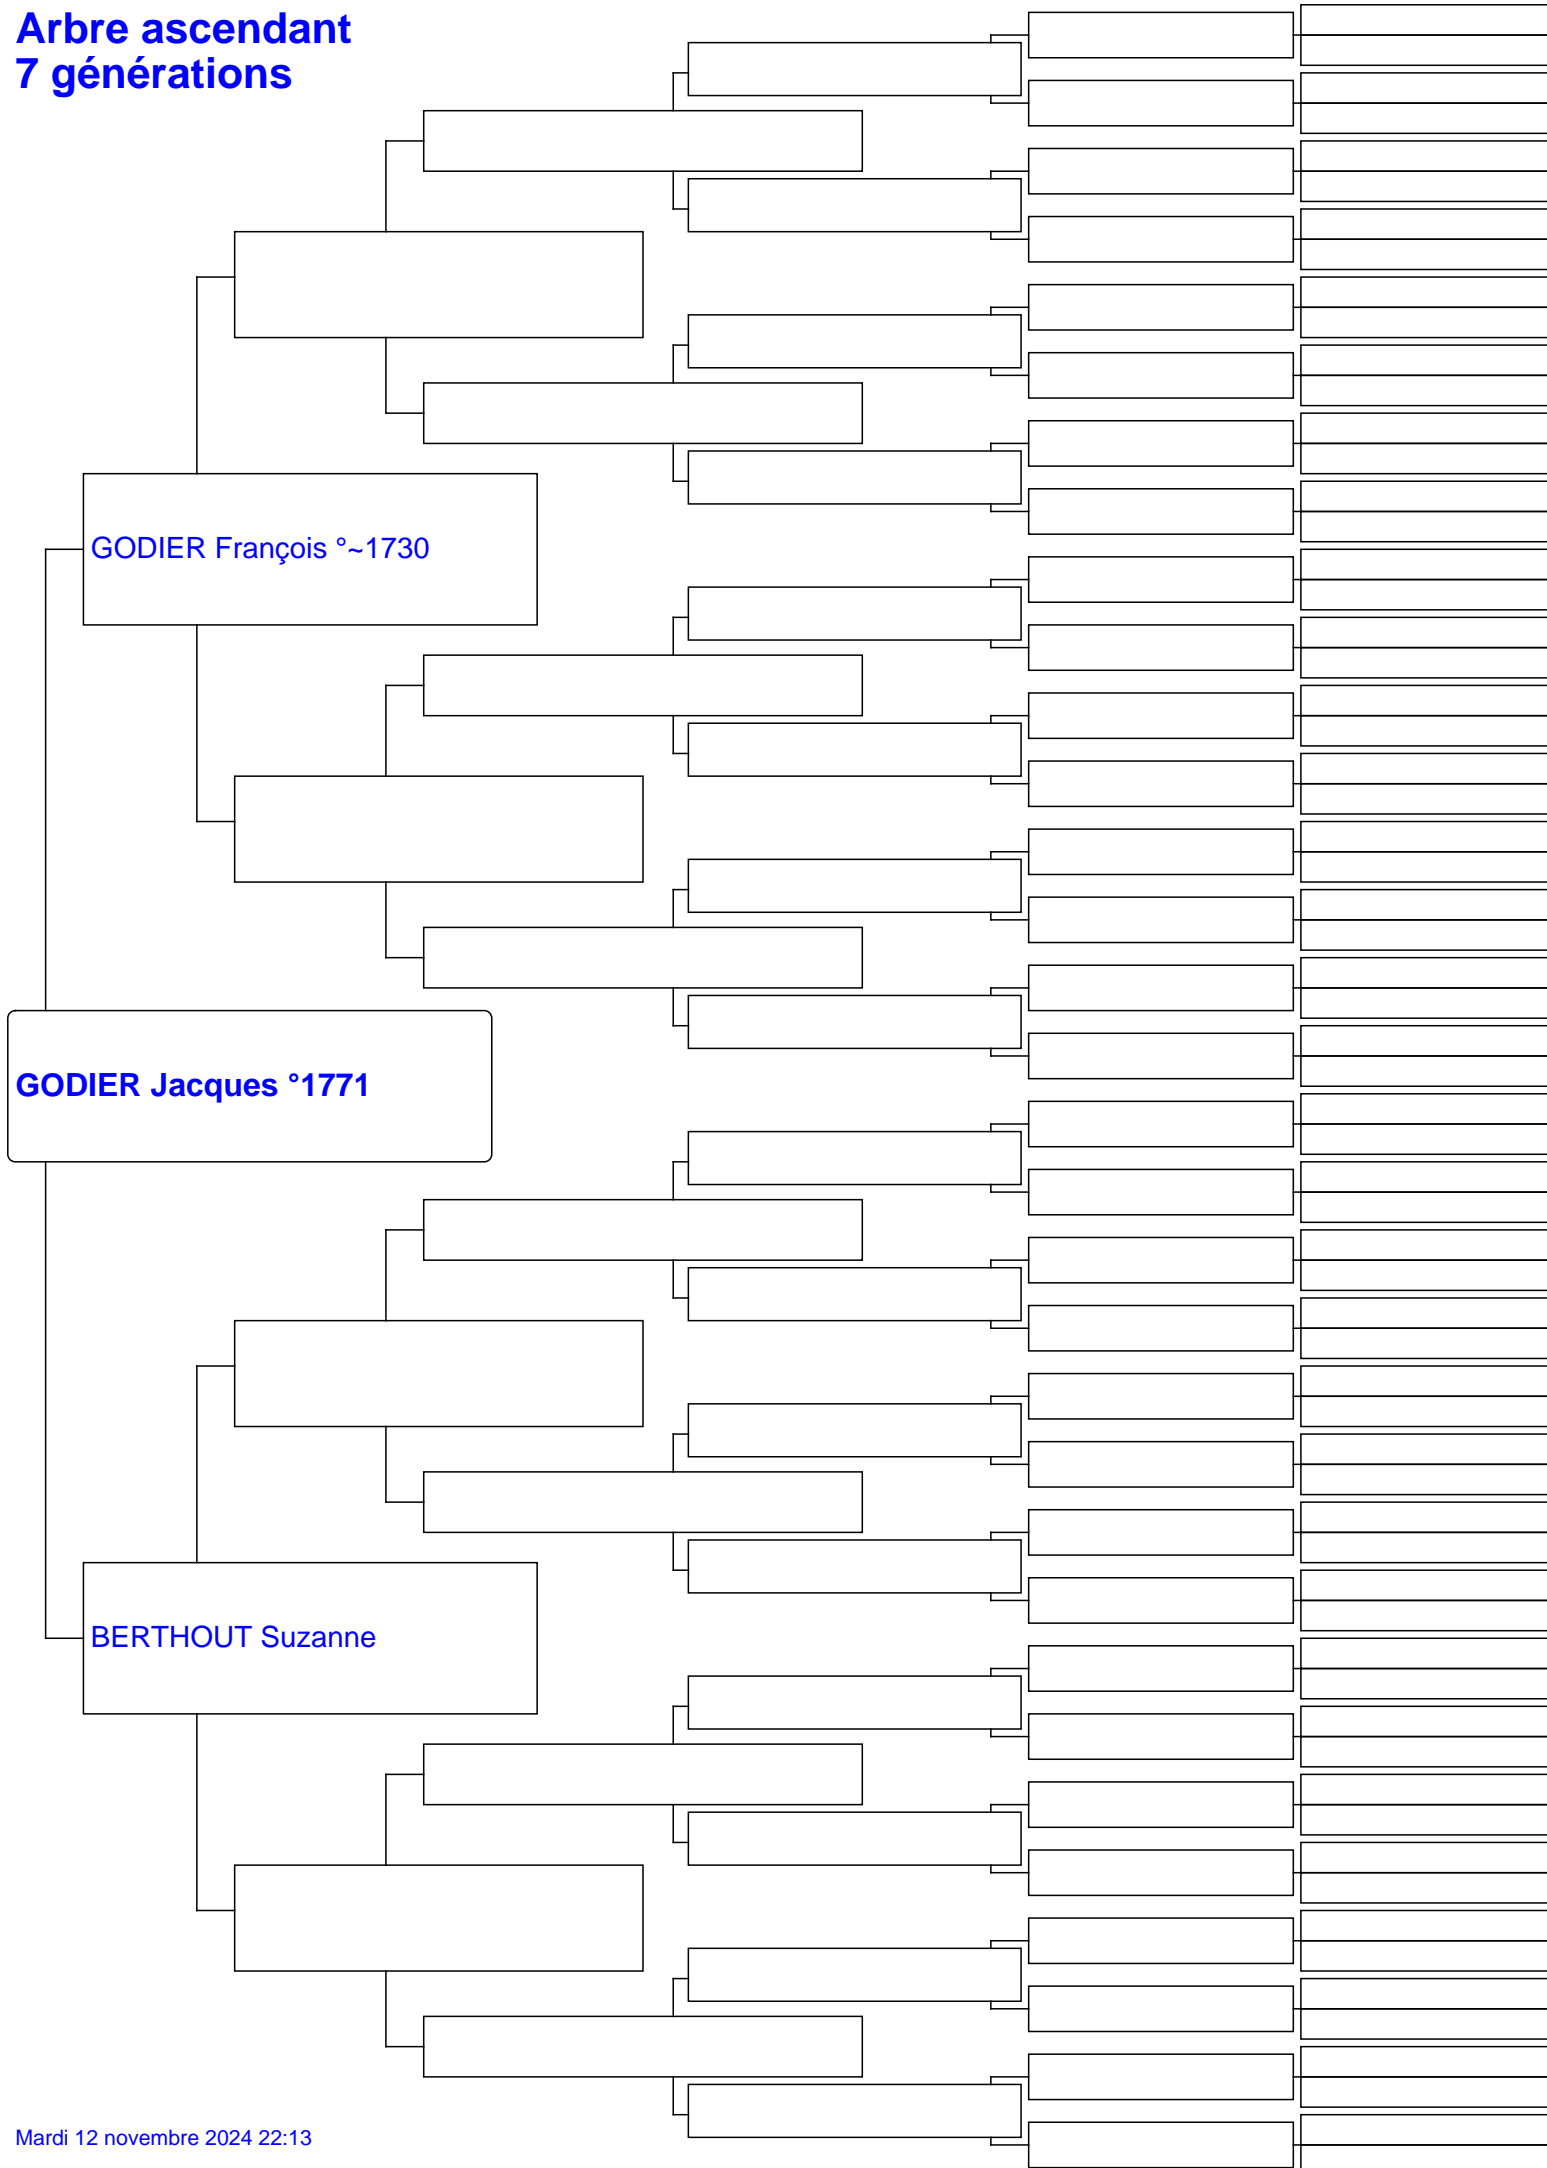 Arbre ascendant
7 générations
GODIER François °~1730
GODIER Jacques °1771
BERTHOUT Suzanne
Mardi 12 novembre 2024 22:13